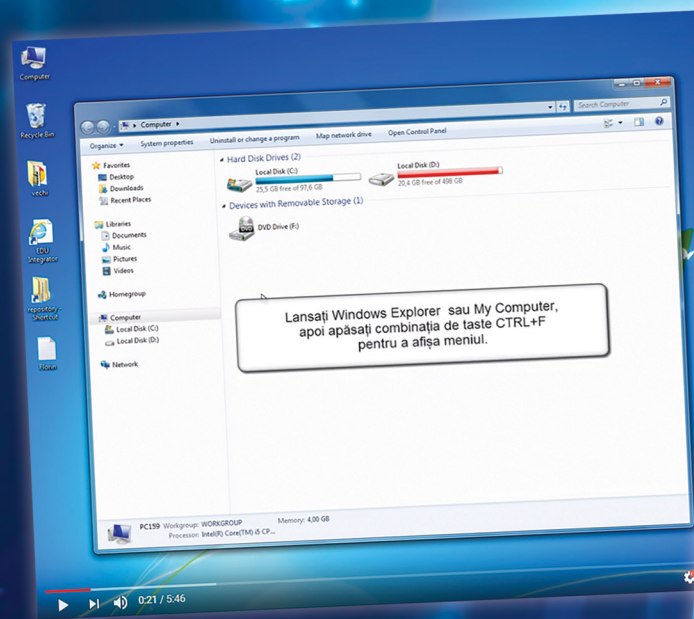 Computer
Recycle Bin
vechi
EDU
Integrator
repository -
Shortcut
Florin
Computer
Search Computer
Organize
System properties
Uninstall or change a program
Map network drive
Open Control Panel
Favorites
Desktop
Downloads
Recent Places
Libraries
Documents
Music
Pictures
Videos
Homegroup
Computer
Local Disk (C:)
Local Disk (D:)
Network
Hard Disk Drives (2)
Local Disk (C:)
25,5 GB free of 97,6 GB
Local Disk (D:)
20,4 GB free of 498 GB
Devices with Removable Storage (1)
DVD
DVD Drive (F:)
Lansați Windows Explorer sau My Computer,
apoi apăsați combinația de taste CTRL+F
pentru a afișa meniul.
PC159 Workgroup: WORKGROUP Memory: 4,00 GB
Processor: Intel(R) Core(TM) i5 CP...
0:21 / 5:46